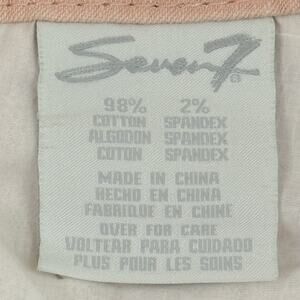 Seven7®
98% 2%
COTTON SPANDEX
ALGODON SPANDEX
COTON SPANDEX
MADE IN CHINA
HECHO EN CHINA
FABRIQUE EN CHINE
OVER FOR CARE
VOLTEAR PARA CUIDADO
PLUS POUR LES SOINS